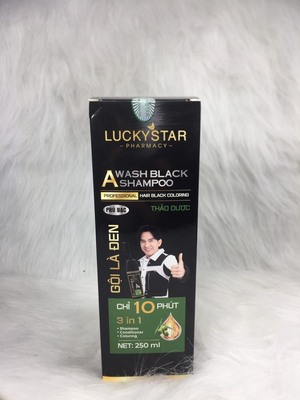 LUCKYSTAR
PHARMACY
A WASH BLACK
SHAMPOO
PROFESSIONAL HAIR BLACK COLORING
PHỦ BẠC
THẢO DƯỢC
GỘI LÀ ĐEN
CHỈ 10 PHÚT
3 in 1
Shampoo
Conditioner
Coloring
NET: 250 ml